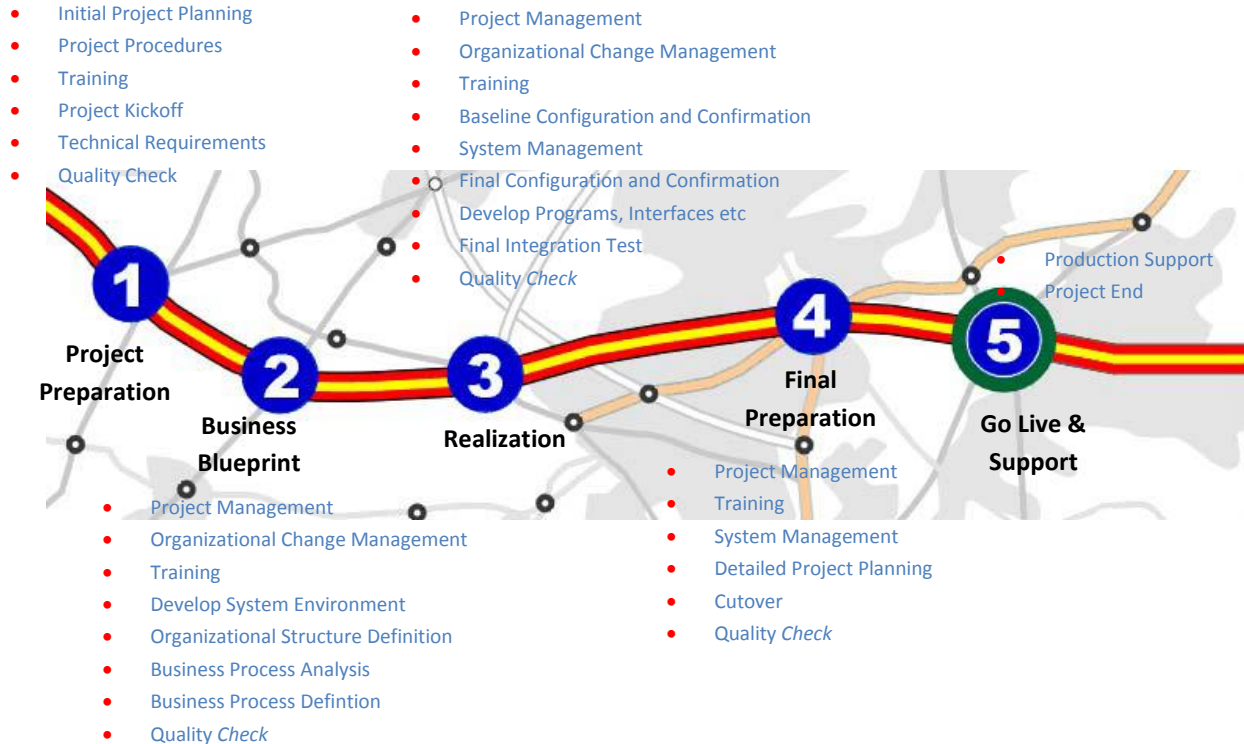 Initial Project Planning
Project Procedures
Training
Project Kickoff
Technical Requirements
Quality Check
Project Management
Organizational Change Management
Training
Baseline Configuration and Confirmation
System Management
Final Configuration and Confirmation
Develop Programs, Interfaces etc
Final Integration Test
Quality Check
Production Support
Project End
1
Project
Preparation
2
Business
Blueprint
3
Realization
4
Final
Preparation
5
Go Live &
Support
Project Management
Organizational Change Management
Training
Develop System Environment
Organizational Structure Definition
Business Process Analysis
Business Process Defintion
Quality Check
Project Management
Training
System Management
Detailed Project Planning
Cutover
Quality Check